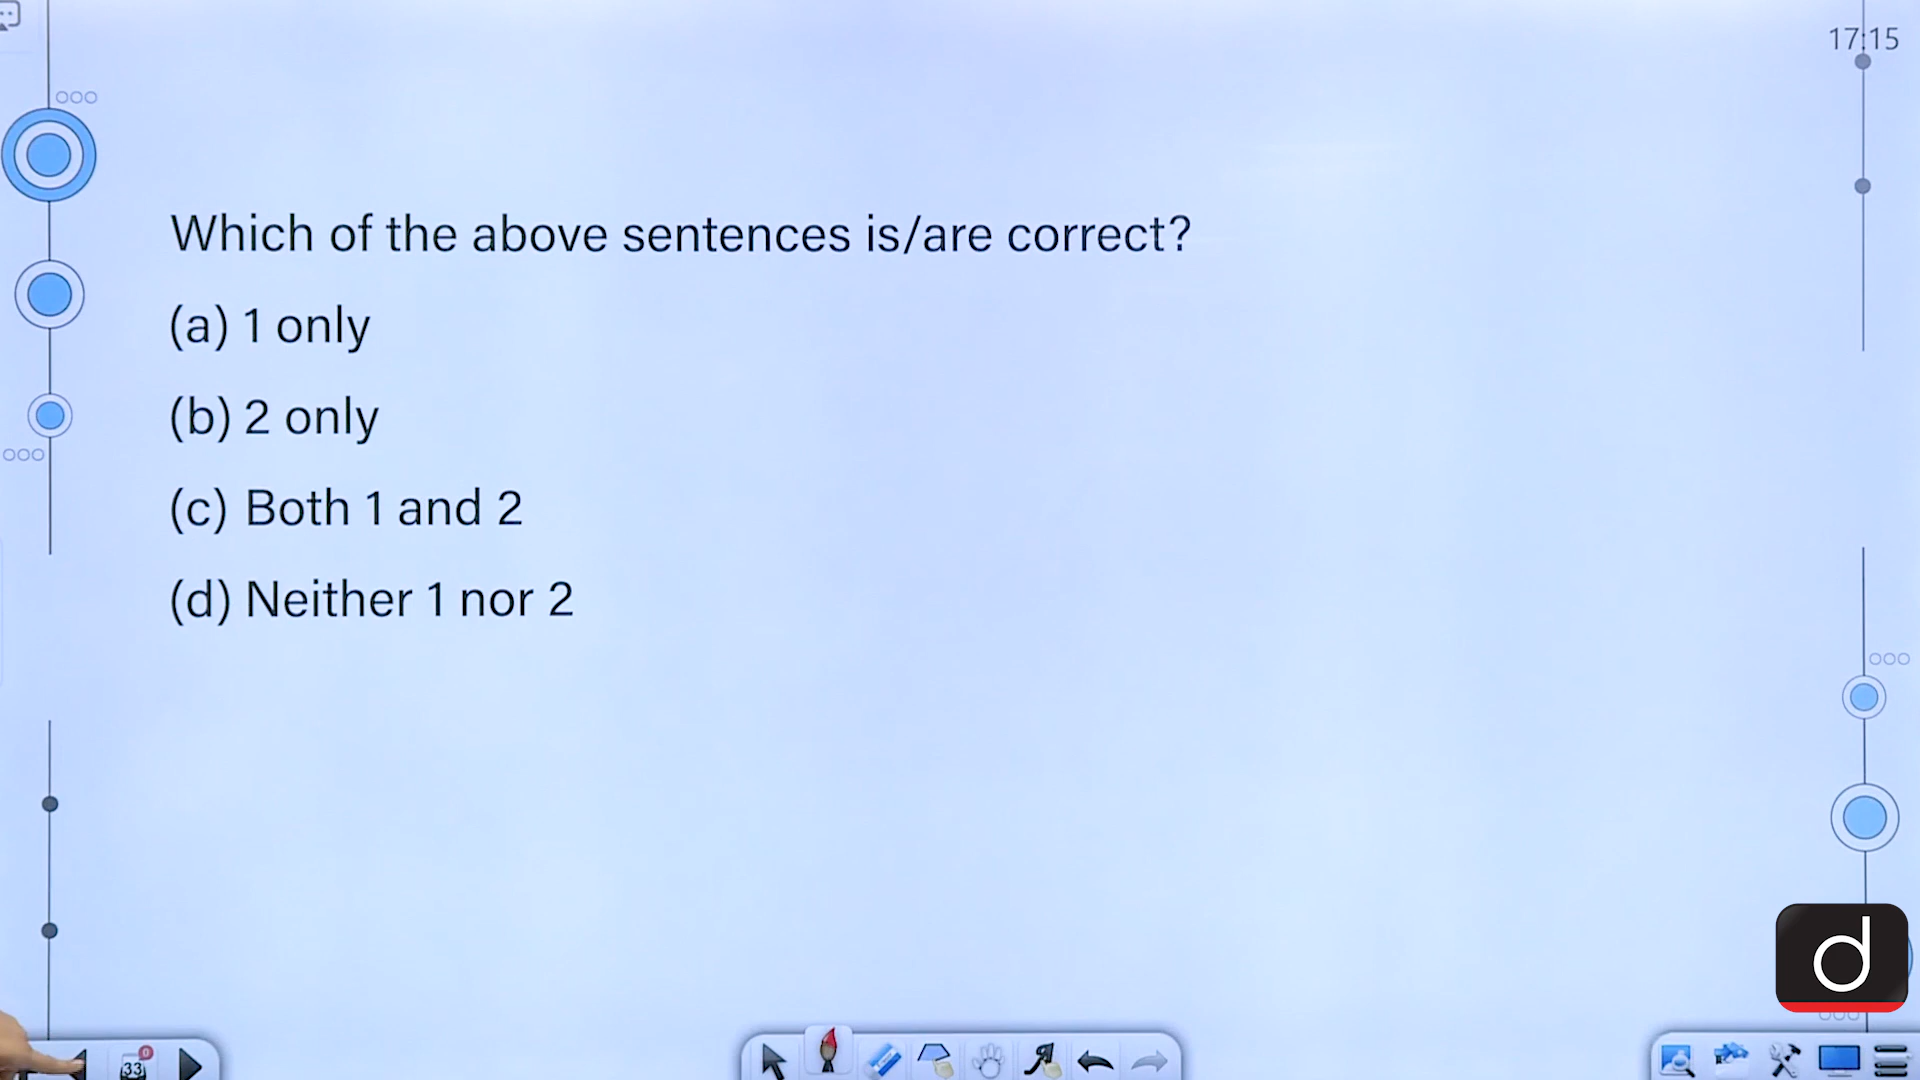 17:15
Which of the above sentences is/are correct?
(a) 1 only
(b) 2 only
(c) Both 1 and 2
(d) Neither 1 nor 2
d
0
33